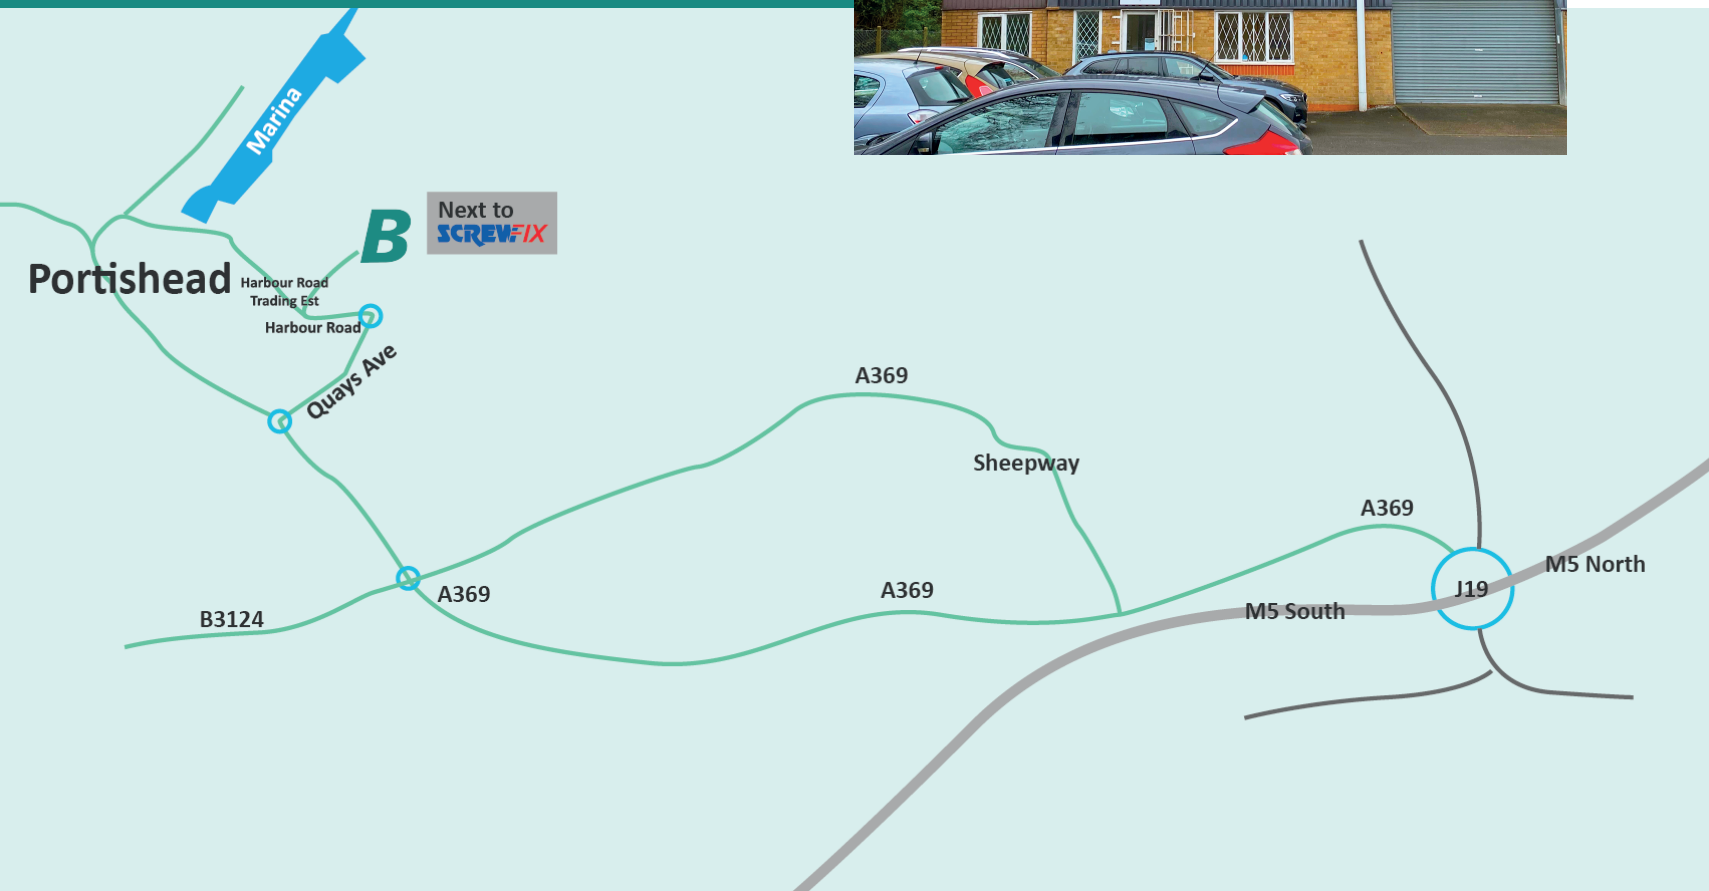 Marina
B
Next to
SCREWFIX
Portishead
Harbour Road
Trading Est
Harbour Road
Quays Ave
A369
Sheepway
A369
M5 North
J19
A369
A369
M5 South
B3124